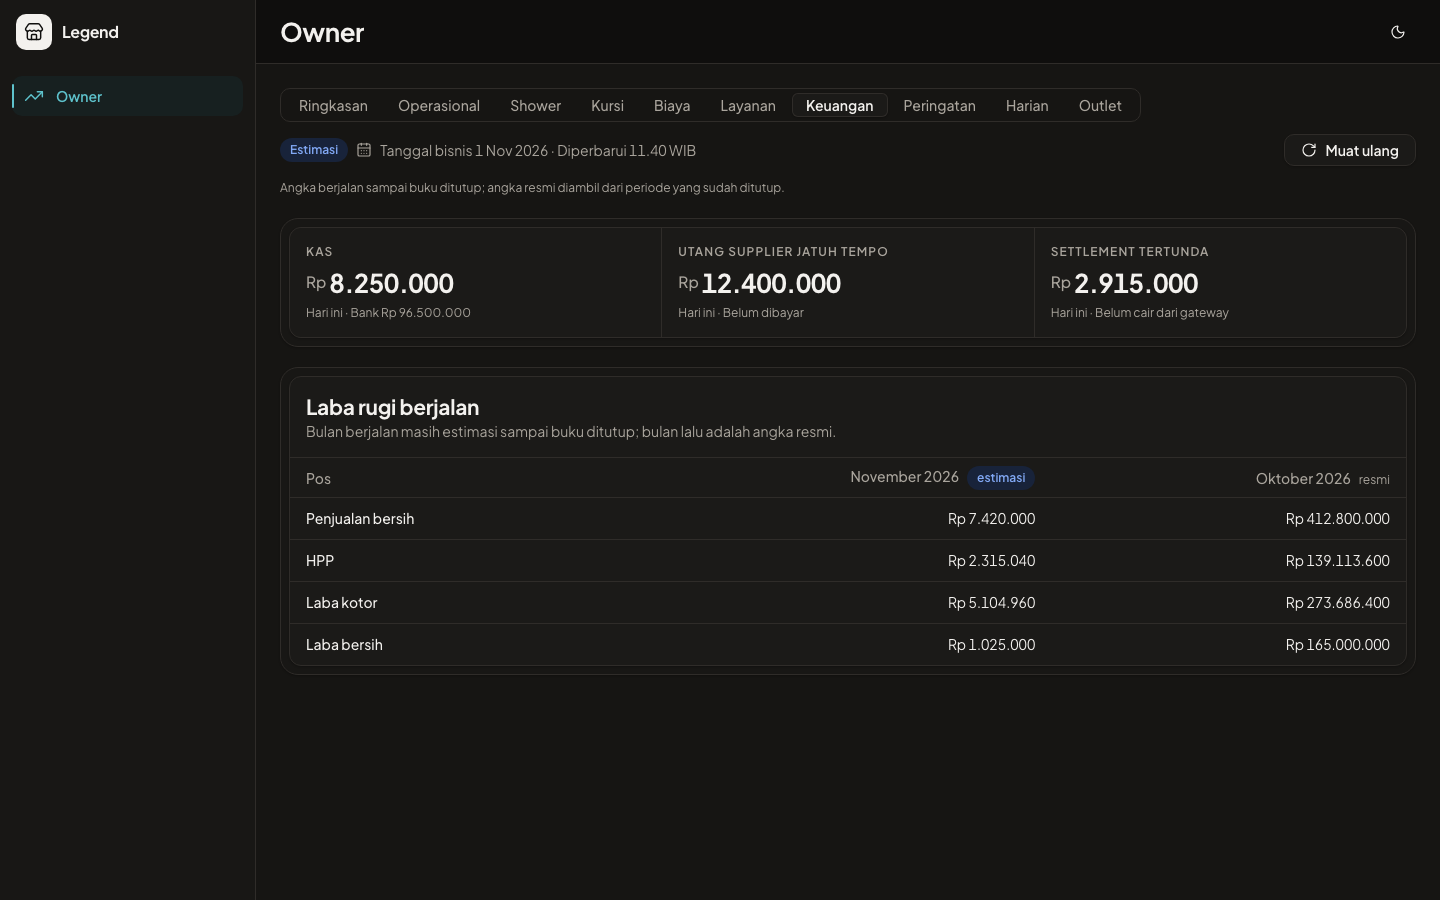 Legend
Owner
Owner
Ringkasan Operasional Shower Kursi Biaya Layanan Keuangan Peringatan Harian Outlet
Estimasi Tanggal bisnis 1 Nov 2026 · Diperbarui 11.40 WIB Muat ulang
Angka berjalan sampai buku ditutup; angka resmi diambil dari periode yang sudah ditutup.
KAS UTANG SUPPLIER JATUH TEMPO SETTLEMENT TERTUNDA
Rp 8.250.000 Rp 12.400.000 Rp 2.915.000
Hari ini · Bank Rp 96.500.000 Hari ini · Belum dibayar Hari ini · Belum cair dari gateway
Laba rugi berjalan
Bulan berjalan masih estimasi sampai buku ditutup; bulan lalu adalah angka resmi.
Pos November 2026 estimasi Oktober 2026 resmi
Penjualan bersih Rp 7.420.000 Rp 412.800.000
HPP Rp 2.315.040 Rp 139.113.600
Laba kotor Rp 5.104.960 Rp 273.686.400
Laba bersih Rp 1.025.000 Rp 165.000.000